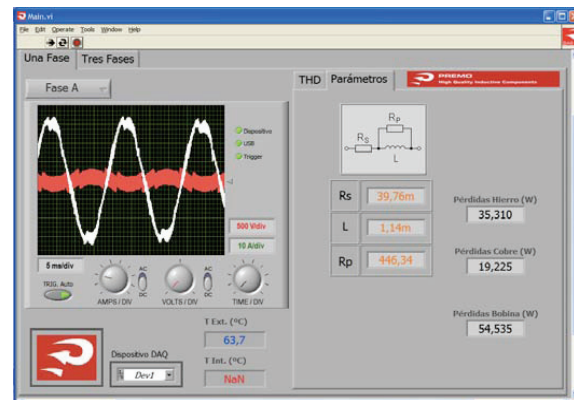 Main.vi
File Edit Operate Tools Window Help
Una Fase Tres Fases
Fase A
Dispositivo
USB
Trigger
500 V/div
10 A/div
5 ms/div
TRIG. Auto
AC
DC
AMPS / DIV
AC
DC
VOLTS / DIV
TIME / DIV
T Ext. (ºC)
63,7
Dispositivo DAQ
Dev1
T Int. (ºC)
NaN
THD Parámetros
PREMO
High Quality Inductive Components
Rs
Rp
L
Rs 39,76m
L 1,14m
Rp 446,34
Pérdidas Hierro (W)
35,310
Pérdidas Cobre (W)
19,225
Pérdidas Bobina (W)
54,535